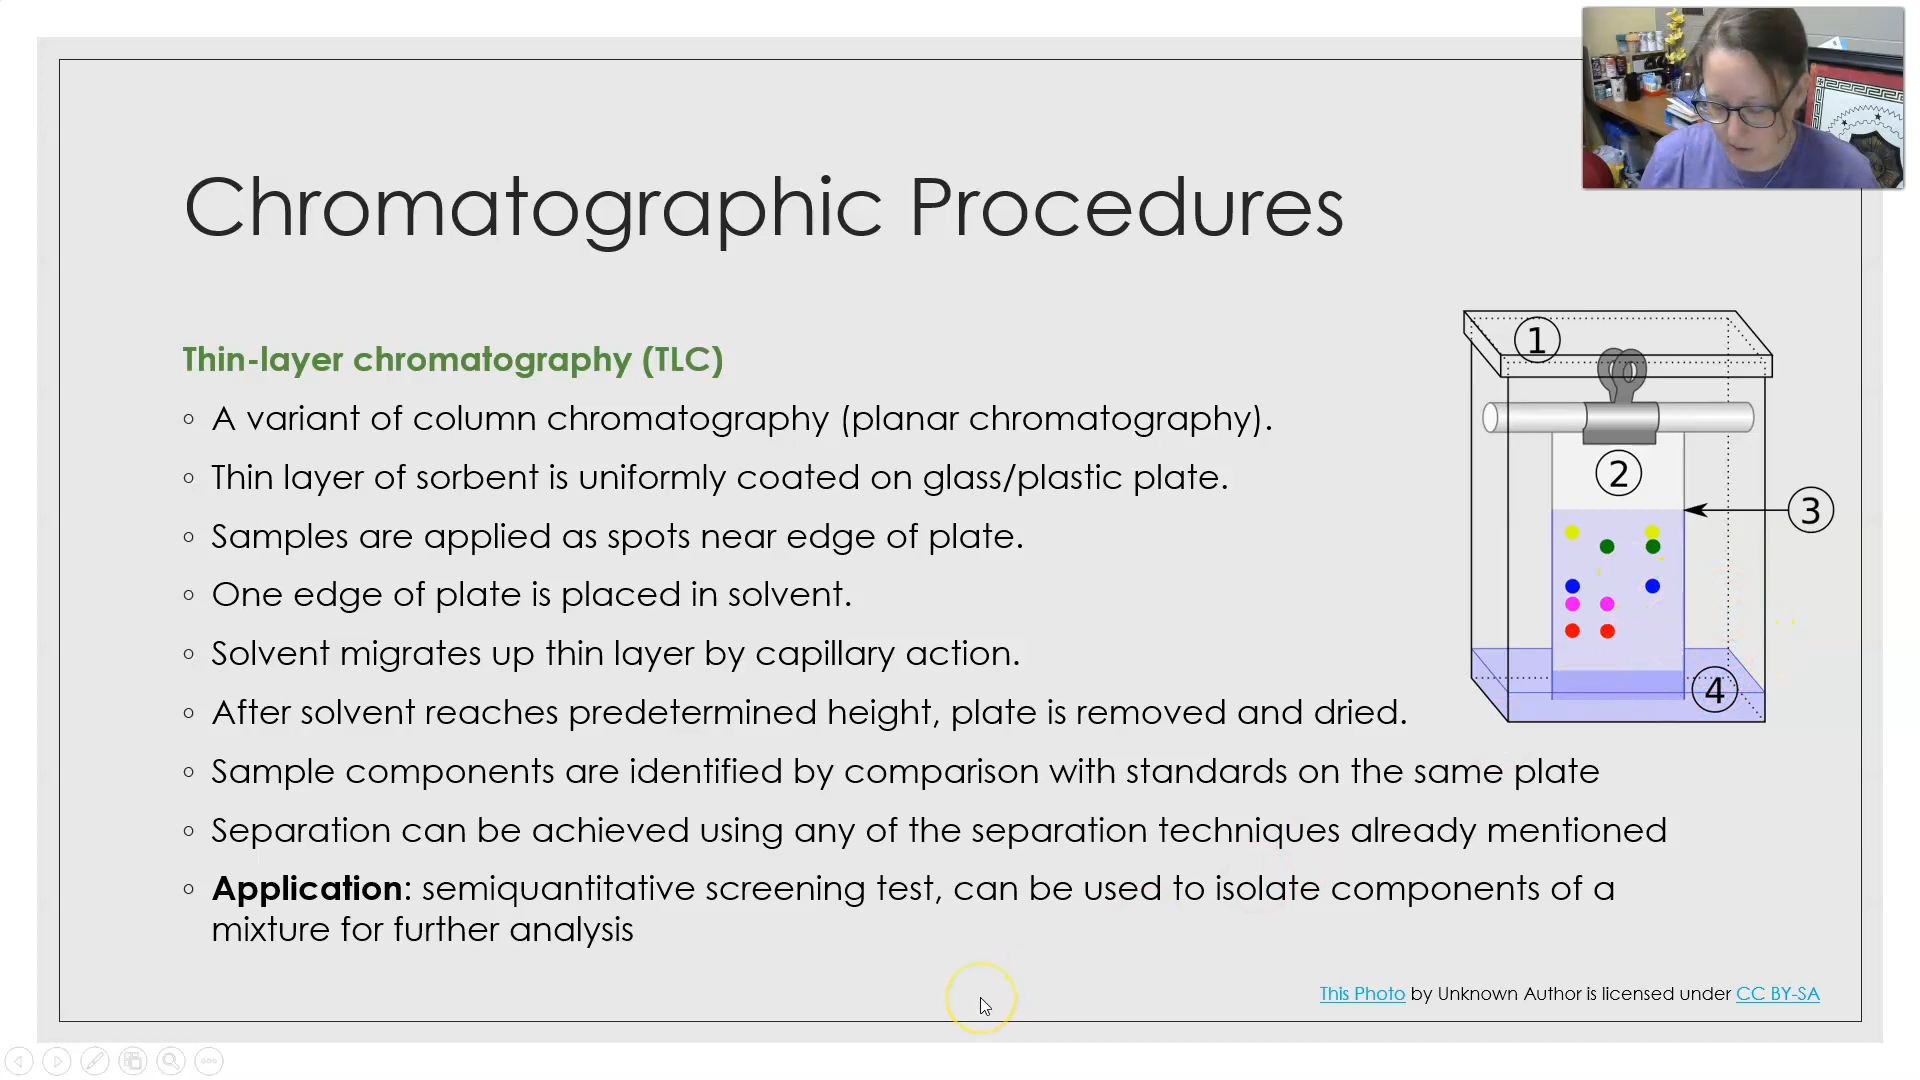 Chromatographic Procedures
Thin-layer chromatography (TLC)
◦ A variant of column chromatography (planar chromatography).
◦ Thin layer of sorbent is uniformly coated on glass/plastic plate.
◦ Samples are applied as spots near edge of plate.
◦ One edge of plate is placed in solvent.
◦ Solvent migrates up thin layer by capillary action.
◦ After solvent reaches predetermined height, plate is removed and dried.
◦ Sample components are identified by comparison with standards on the same plate
◦ Separation can be achieved using any of the separation techniques already mentioned
◦ Application: semiquantitative screening test, can be used to isolate components of a
mixture for further analysis
1
2
3
4
This Photo by Unknown Author is licensed under CC BY-SA